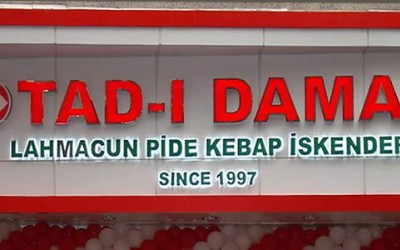 TAD-I DAMA
LAHMACUN PİDE KEBAP İSKENDER
SINCE 1997